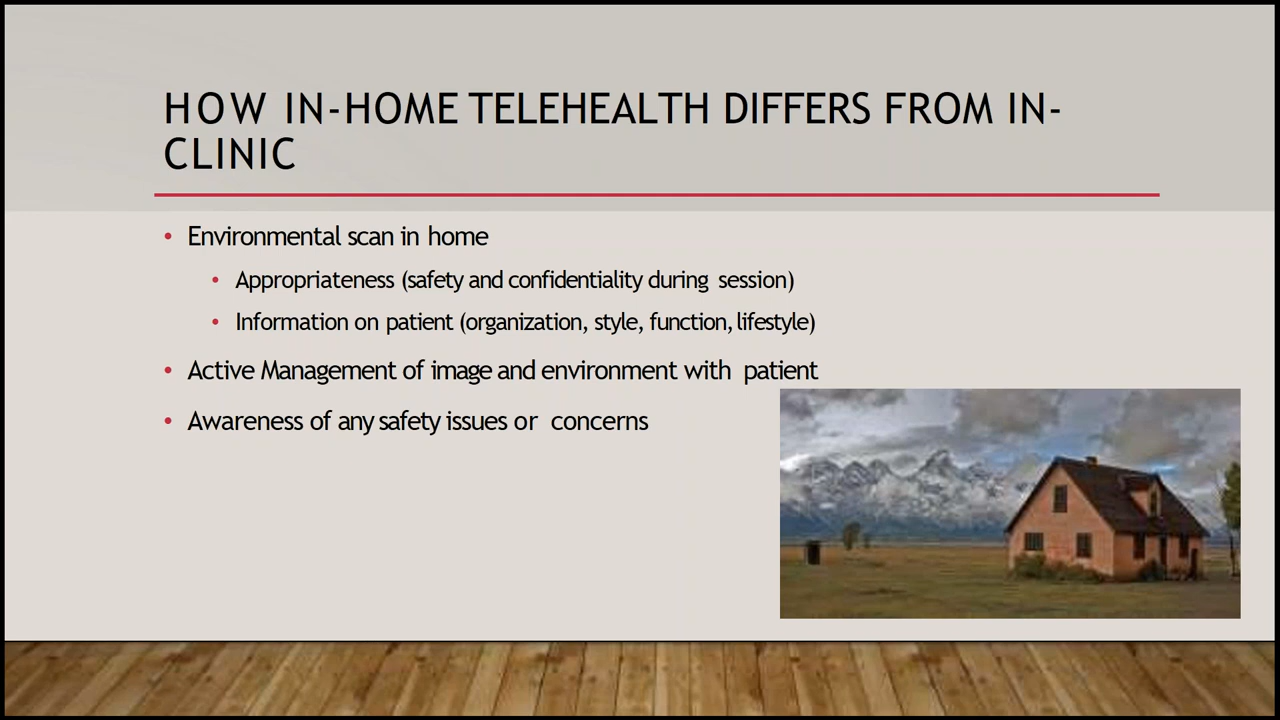 HOW IN-HOME TELEHEALTH DIFFERS FROM IN-
CLINIC
• Environmental scan in home
• Appropriateness (safety and confidentiality during session)
• Information on patient (organization, style, function, lifestyle)
• Active Management of image and environment with patient
• Awareness of any safety issues or concerns